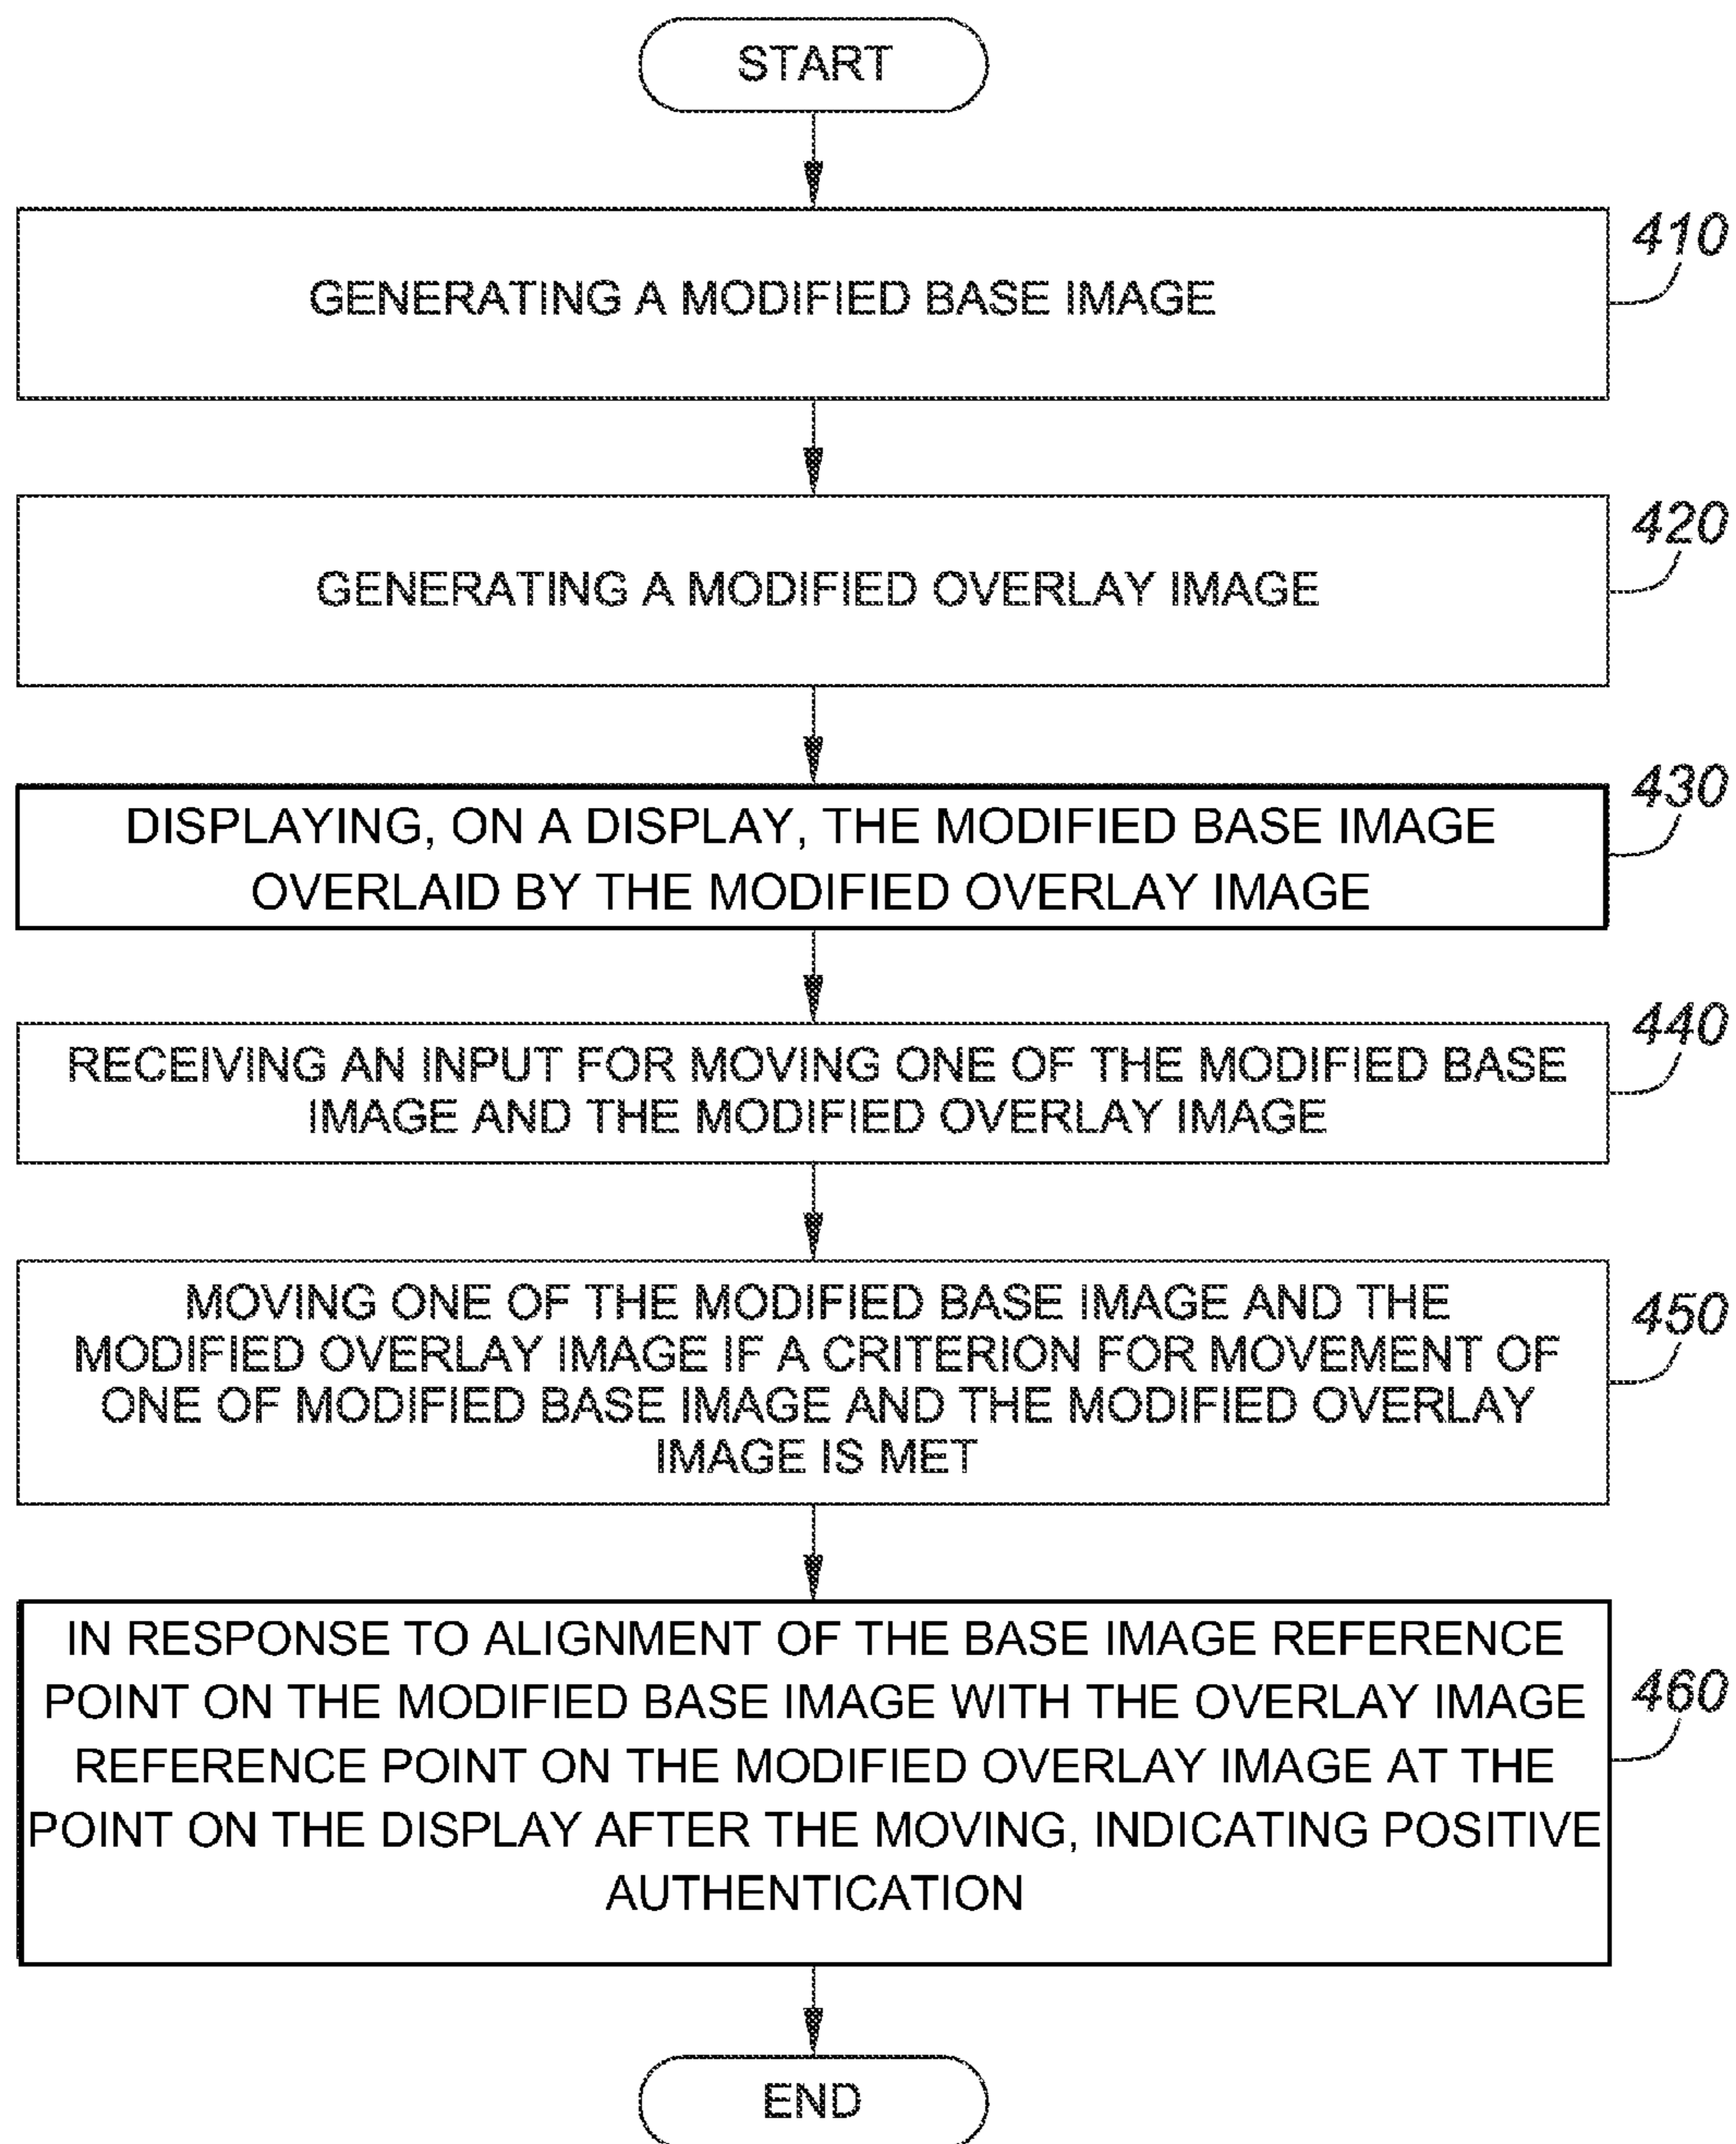 START
410
GENERATING A MODIFIED BASE IMAGE
420
GENERATING A MODIFIED OVERLAY IMAGE
430
DISPLAYING, ON A DISPLAY, THE MODIFIED BASE IMAGE
OVERLAID BY THE MODIFIED OVERLAY IMAGE
440
RECEIVING AN INPUT FOR MOVING ONE OF THE MODIFIED BASE
IMAGE AND THE MODIFIED OVERLAY IMAGE
450
MOVING ONE OF THE MODIFIED BASE IMAGE AND THE
MODIFIED OVERLAY IMAGE IF A CRITERION FOR MOVEMENT OF
ONE OF MODIFIED BASE IMAGE AND THE MODIFIED OVERLAY
IMAGE IS MET
460
IN RESPONSE TO ALIGNMENT OF THE BASE IMAGE REFERENCE
POINT ON THE MODIFIED BASE IMAGE WITH THE OVERLAY IMAGE
REFERENCE POINT ON THE MODIFIED OVERLAY IMAGE AT THE
POINT ON THE DISPLAY AFTER THE MOVING, INDICATING POSITIVE
AUTHENTICATION
END